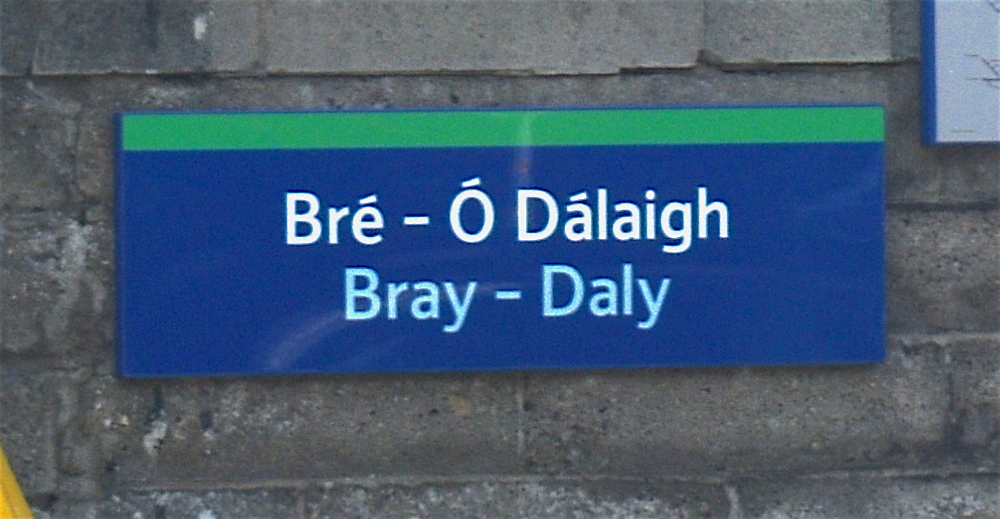 Bré – Ó Dálaigh
Bray – Daly